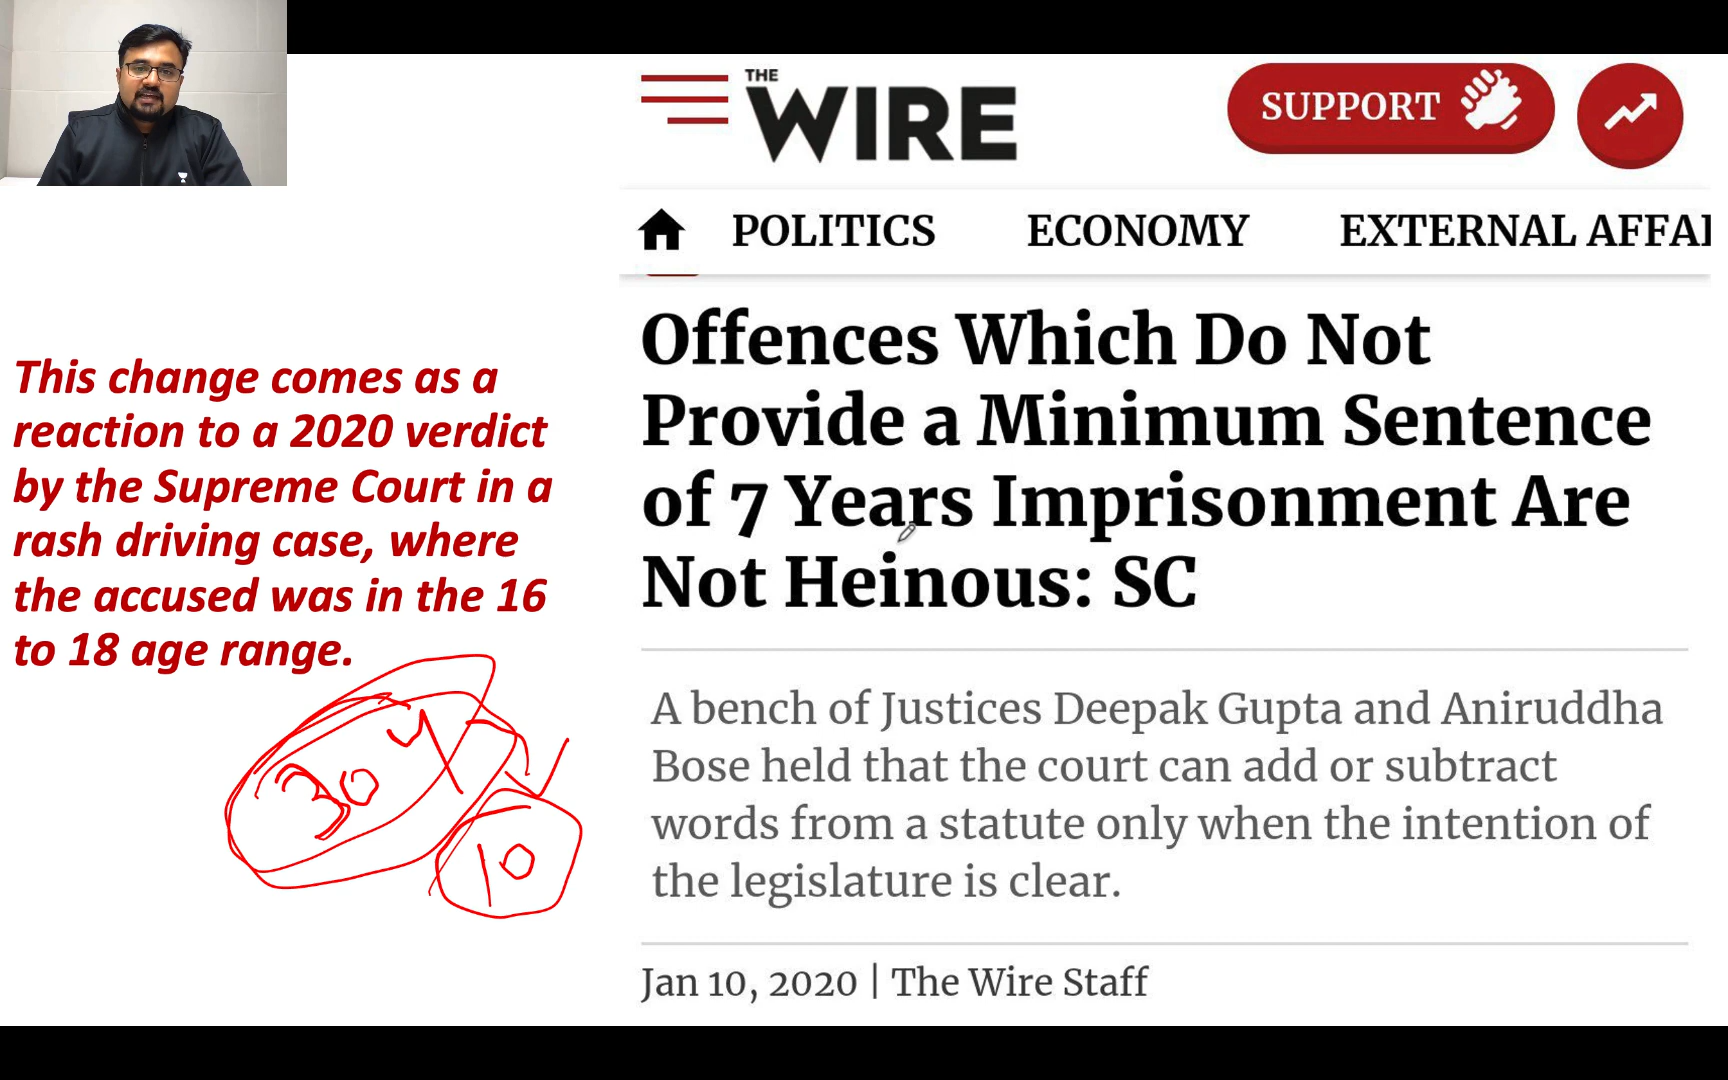 THE
WIRE
SUPPORT
POLITICS ECONOMY EXTERNAL AFFAI
Offences Which Do Not
Provide a Minimum Sentence
of 7 Years Imprisonment Are
Not Heinous: SC
A bench of Justices Deepak Gupta and Aniruddha
Bose held that the court can add or subtract
words from a statute only when the intention of
the legislature is clear.
Jan 10, 2020 | The Wire Staff
This change comes as a
reaction to a 2020 verdict
by the Supreme Court in a
rash driving case, where
the accused was in the 16
to 18 age range.
30
10